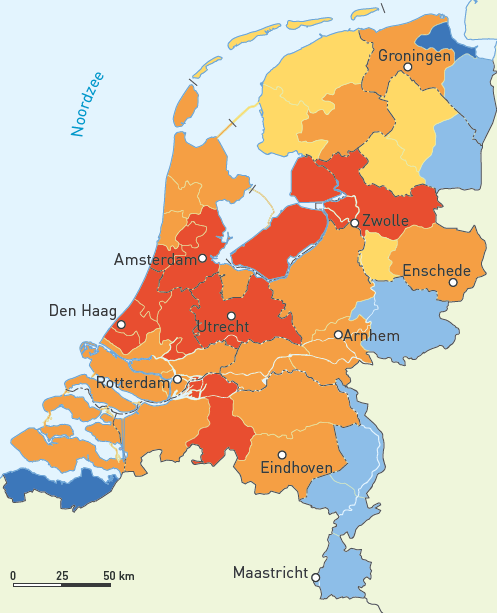 Noordzee
Groningen
Zwolle
Amsterdam
Enschede
Den Haag
Utrecht
Arnhem
Rotterdam
Eindhoven
Maastricht
0 25 50 km